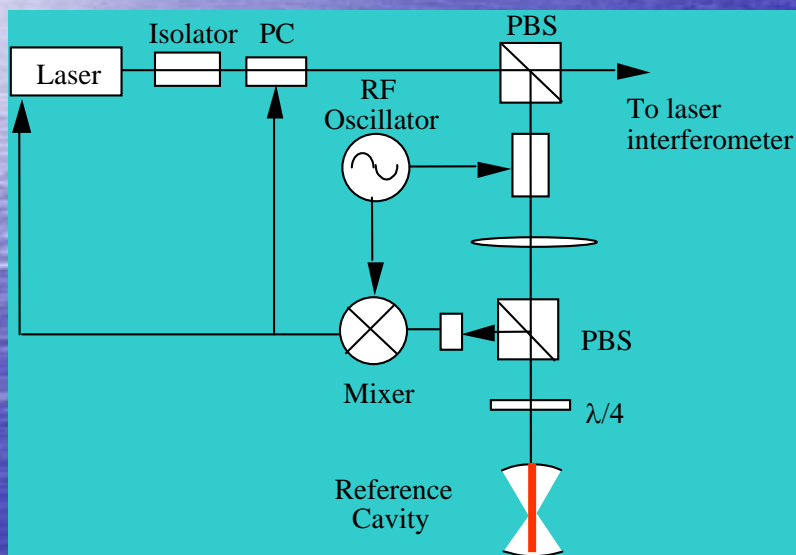 Isolator
PC
PBS
Laser
RF
Oscillator
To laser
interferometer
PBS
Mixer
λ/4
Reference
Cavity